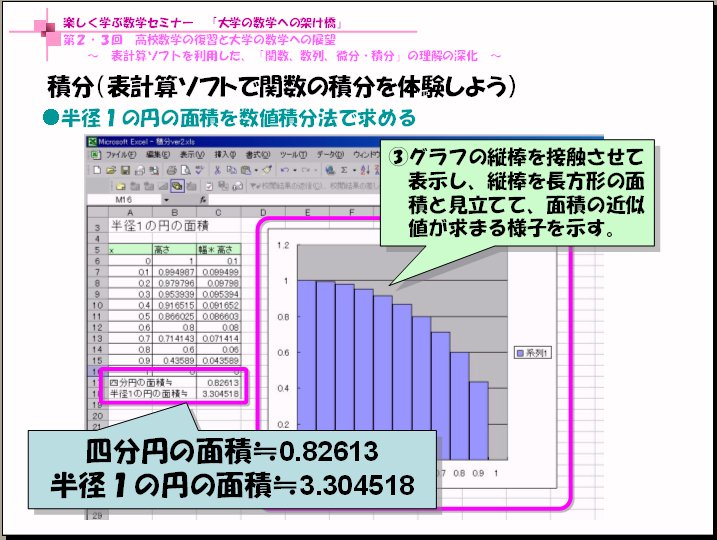 楽しく学ぶ数学セミナー 「大学の数学への架け橋」
第２・３回 高校数学の復習と大学の数学への展望
～ 表計算ソフトを利用した、「関数、数列、微分・積分」の理解の深化 ～
積分(表計算ソフトで関数の積分を体験しよう)
●半径１の円の面積を数値積分法で求める
Microsoft Excel - 積分ver2.xls
ファイル(F) 編集(E) 表示(V) 挿入(I) 書式(O) ツール(T) データ(D)
③グラフの縦棒を接触させて
表示し、縦棒を長方形の面
積と見立てて、面積の近似
値が求まる様子を示す。
M16 fx
A B C D E F G H
3 半径1の円の面積
4
5 x 高さ 幅＊高さ
6 0 1 0.1
7 0.1 0.994987 0.099499
8 0.2 0.979796 0.09798
9 0.3 0.953939 0.095394
10 0.4 0.916515 0.091652
11 0.5 0.866025 0.086603
12 0.6 0.8 0.08
13 0.7 0.714143 0.071414
14 0.8 0.6 0.06
15 0.9 0.43589 0.043589
16 1 0 0
17 四分円の面積≒ 0.82613
18 半径1の円の面積≒ 3.304518
19
20
21
1.2
1
0.8
0.6
0.4
0.2
系列1
0.7 0.8 0.9 1
四分円の面積≒0.82613
半径１の円の面積≒3.304518
29